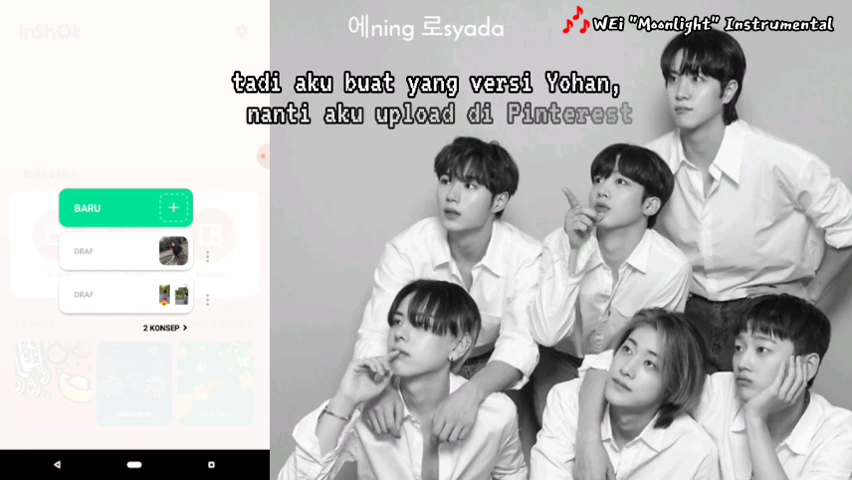 InShOt
에ning 로syada
WEi "Moonlight" Instrumental
tadi aku buat yang versi Yohan,
nanti aku upload di Pinterest
BARU
DRAF
DRAF
2 KONSEP >